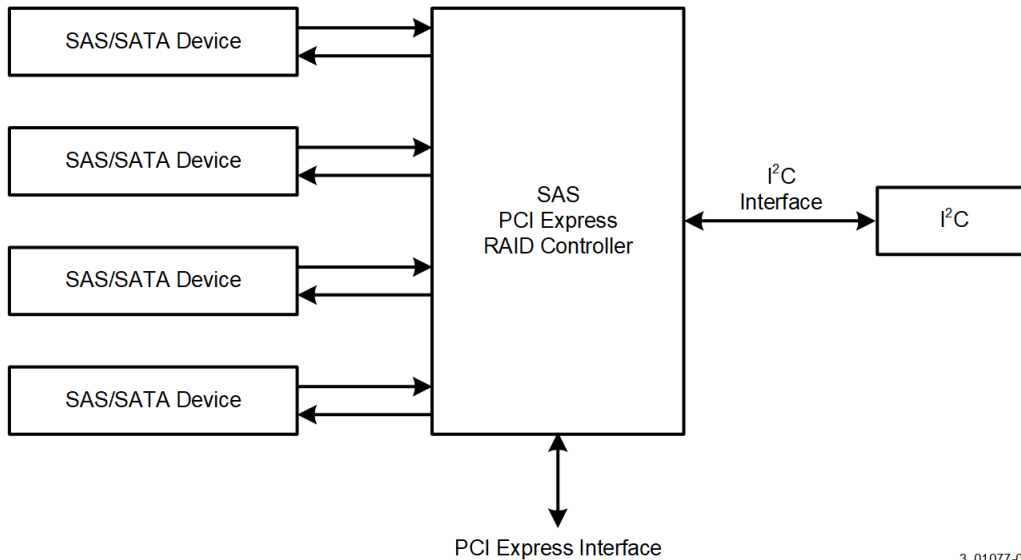 SAS/SATA Device
SAS/SATA Device
SAS/SATA Device
SAS/SATA Device
SAS
PCI Express
RAID Controller
I²C
Interface
I²C
PCI Express Interface